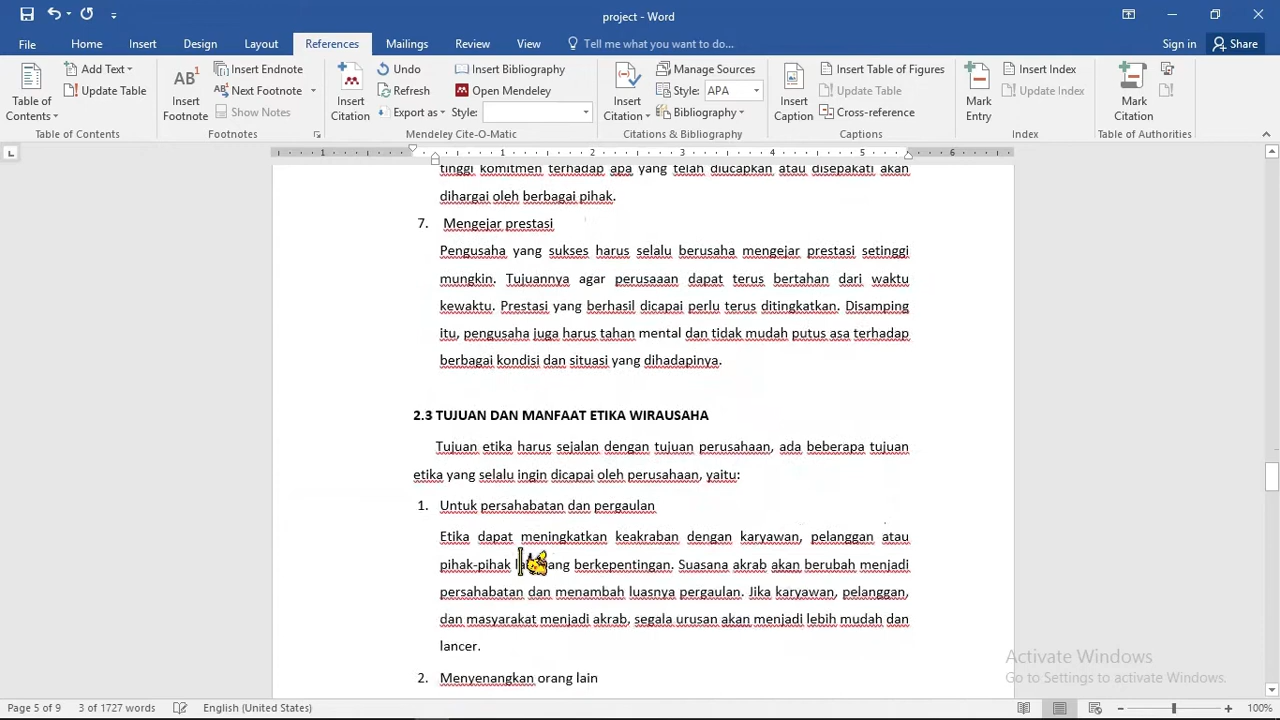 project - Word
File Home Insert Design Layout References Mailings Review View Tell me what you want to do... Sign in Share
Table of Contents
Add Text
Update Table
Table of Contents
AB1 Insert Footnote
Insert Endnote
Next Footnote
Show Notes
Footnotes
Insert Citation
Undo
Refresh
Export as
Insert Bibliography
Open Mendeley
Style:
Mendeley Cite-O-Matic
Insert Citation
Manage Sources
Style: APA
Bibliography
Citations & Bibliography
Insert Caption
Insert Table of Figures
Update Table
Cross-reference
Captions
Mark Entry
Insert Index
Update Index
Index
Mark Citation
Table of Authorities
1 1 2 3 4 5 6
tinggi komitmen terhadap apa yang telah diucapkan atau disepakati akan
dihargai oleh berbagai pihak.
7. Mengejar prestasi
Pengusaha yang sukses harus selalu berusaha mengejar prestasi setinggi
mungkin. Tujuannya agar perusaaan dapat terus bertahan dari waktu
kewaktu. Prestasi yang berhasil dicapai perlu terus ditingkatkan. Disamping
itu, pengusaha juga harus tahan mental dan tidak mudah putus asa terhadap
berbagai kondisi dan situasi yang dihadapinya.
2.3 TUJUAN DAN MANFAAT ETIKA WIRAUSAHA
Tujuan etika harus sejalan dengan tujuan perusahaan, ada beberapa tujuan
etika yang selalu ingin dicapai oleh perusahaan, yaitu:
1. Untuk persahabatan dan pergaulan
Etika dapat meningkatkan keakraban dengan karyawan, pelanggan atau
pihak-pihak berkepentingan. Suasana akrab akan berubah menjadi
persahabatan dan menambah luasnya pergaulan. Jika karyawan, pelanggan,
dan masyarakat menjadi akrab, segala urusan akan menjadi lebih mudah dan
lancer.
2. Menyenangkan orang lain
Activate Windows
Go to Settings to activate Windows.
Page 5 of 9 3 of 1727 words English (United States) 100%